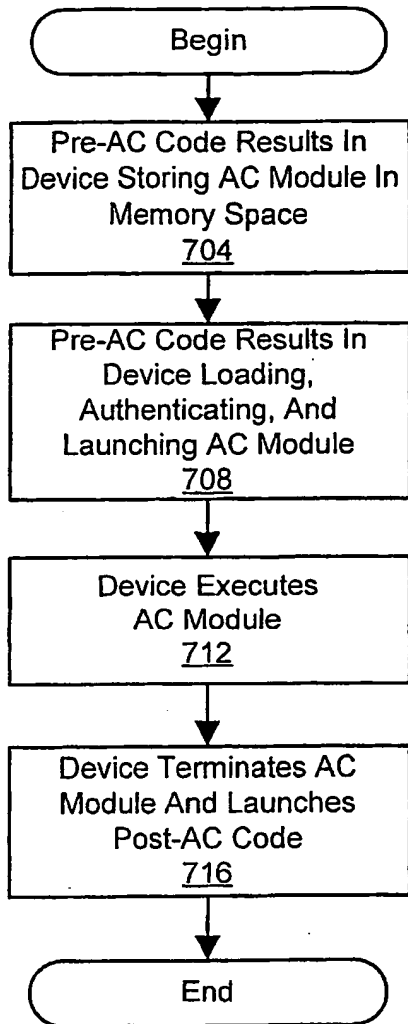 Begin
Pre-AC Code Results In
Device Storing AC Module In
Memory Space
704
Pre-AC Code Results In
Device Loading,
Authenticating, And
Launching AC Module
708
Device Executes
AC Module
712
Device Terminates AC
Module And Launches
Post-AC Code
716
End